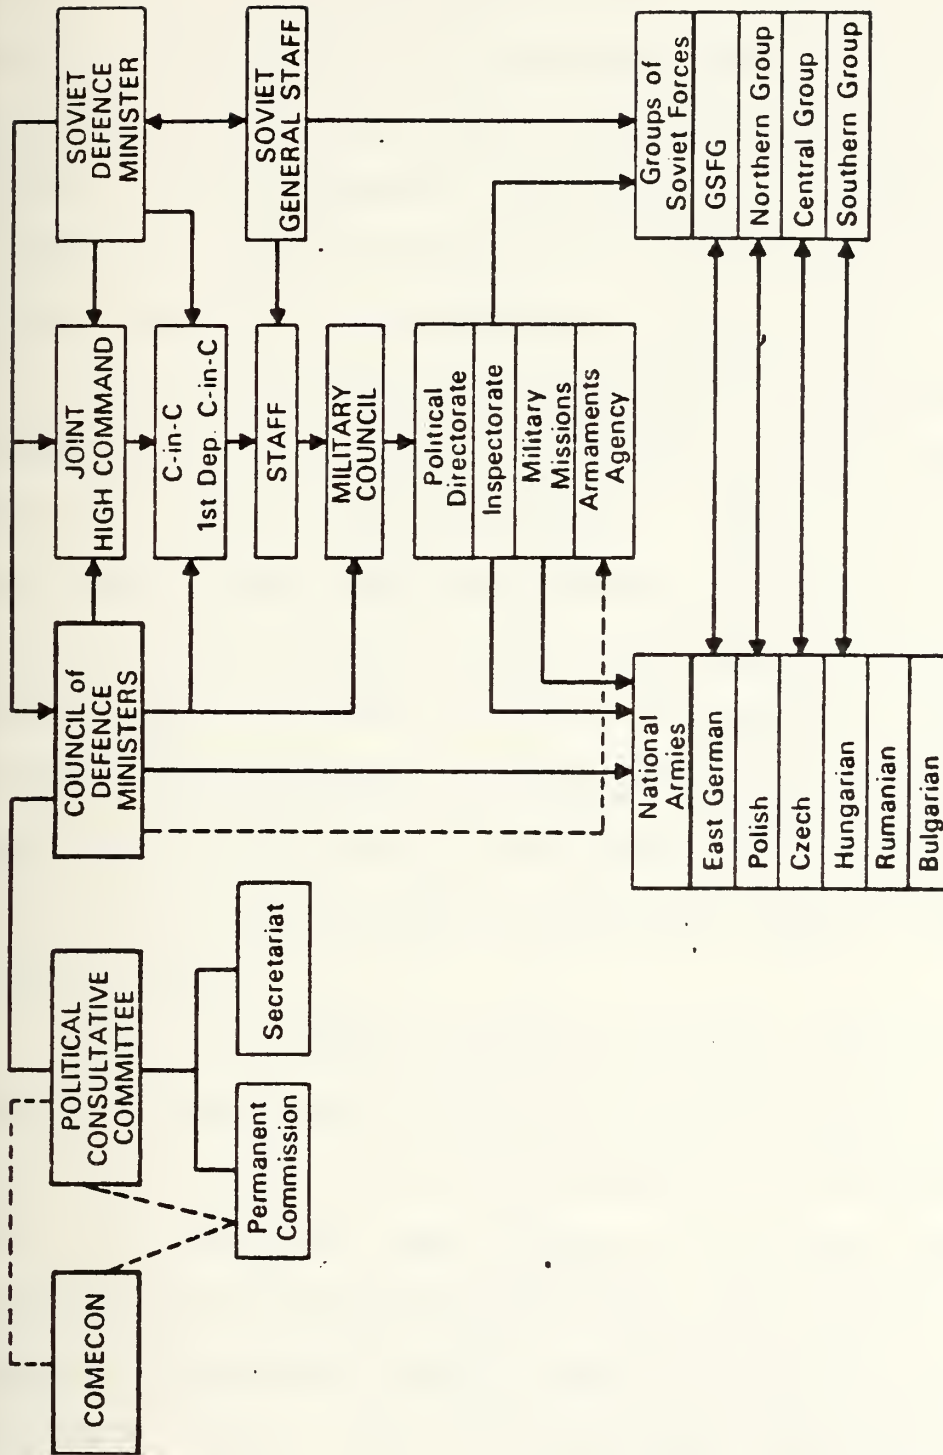 COMECON
POLITICAL
CONSULTATIVE
COMMITTEE
Permanent
Commission
Secretariat
COUNCIL of
DEFENCE
MINISTERS
JOINT
HIGH COMMAND
SOVIET
DEFENCE
MINISTER
C-in-C
1st Dep. C-in-C
STAFF
SOVIET
GENERAL STAFF
MILITARY
COUNCIL
Political
Directorate
Inspectorate
Military
Missions
Armaments
Agency
National
Armies
East German
Polish
Czech
Hungarian
Rumanian
Bulgarian
Groups of
Soviet Forces
GSFG
Northern Group
Central Group
Southern Group